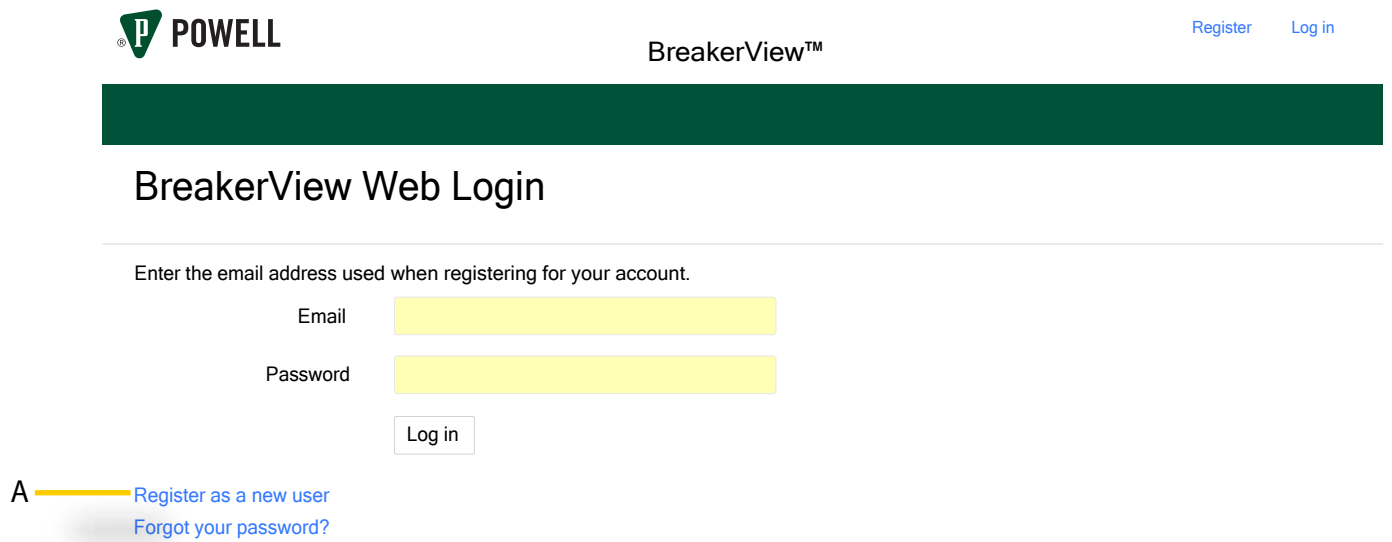 ® P POWELL
BreakerView™
Register Log in
BreakerView Web Login
Enter the email address used when registering for your account.
Email
Password
Log in
A Register as a new user
Forgot your password?